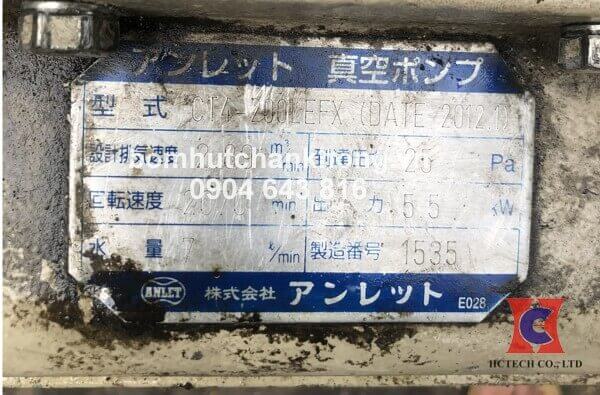 アンレット 真空ポンプ
型式 CT4-200LEFX (DATE 2012.1)
設計排気速度 m³/min 到達圧力 25 Pa
回転速度 min 出力 5.5 kW
水量 7 ℓ/min 製造番号 1535
ANLET 株式会社 アンレット E028
0904 643 816
HCTECH CO., LTD